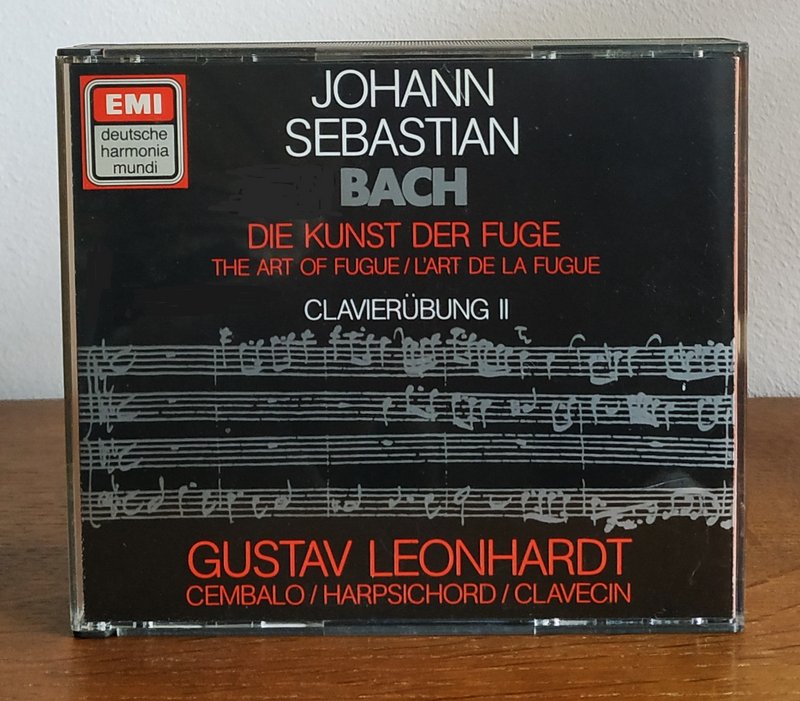 EMI
deutsche
harmonia
mundi
JOHANN
SEBASTIAN
BACH
DIE KUNST DER FUGE
THE ART OF FUGUE/L'ART DE LA FUGUE
CLAVIERÜBUNG II
GUSTAV LEONHARDT
CEMBALO/HARPSICHORD/CLAVECIN